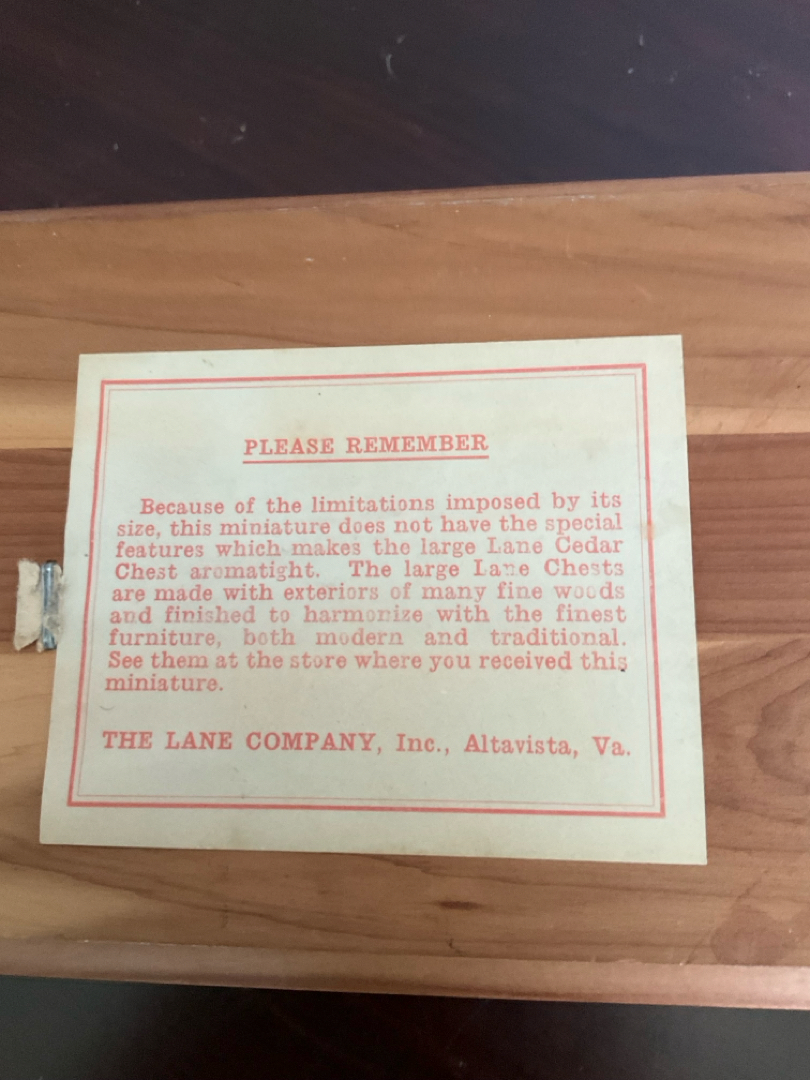 PLEASE REMEMBER
Because of the limitations imposed by its
size, this miniature does not have the special
features which makes the large Lane Cedar
Chest aromatight. The large Lane Chests
are made with exteriors of many fine woods
and finished to harmonize with the finest
furniture, both modern and traditional.
See them at the store where you received this
miniature.
THE LANE COMPANY, Inc., Altavista, Va.